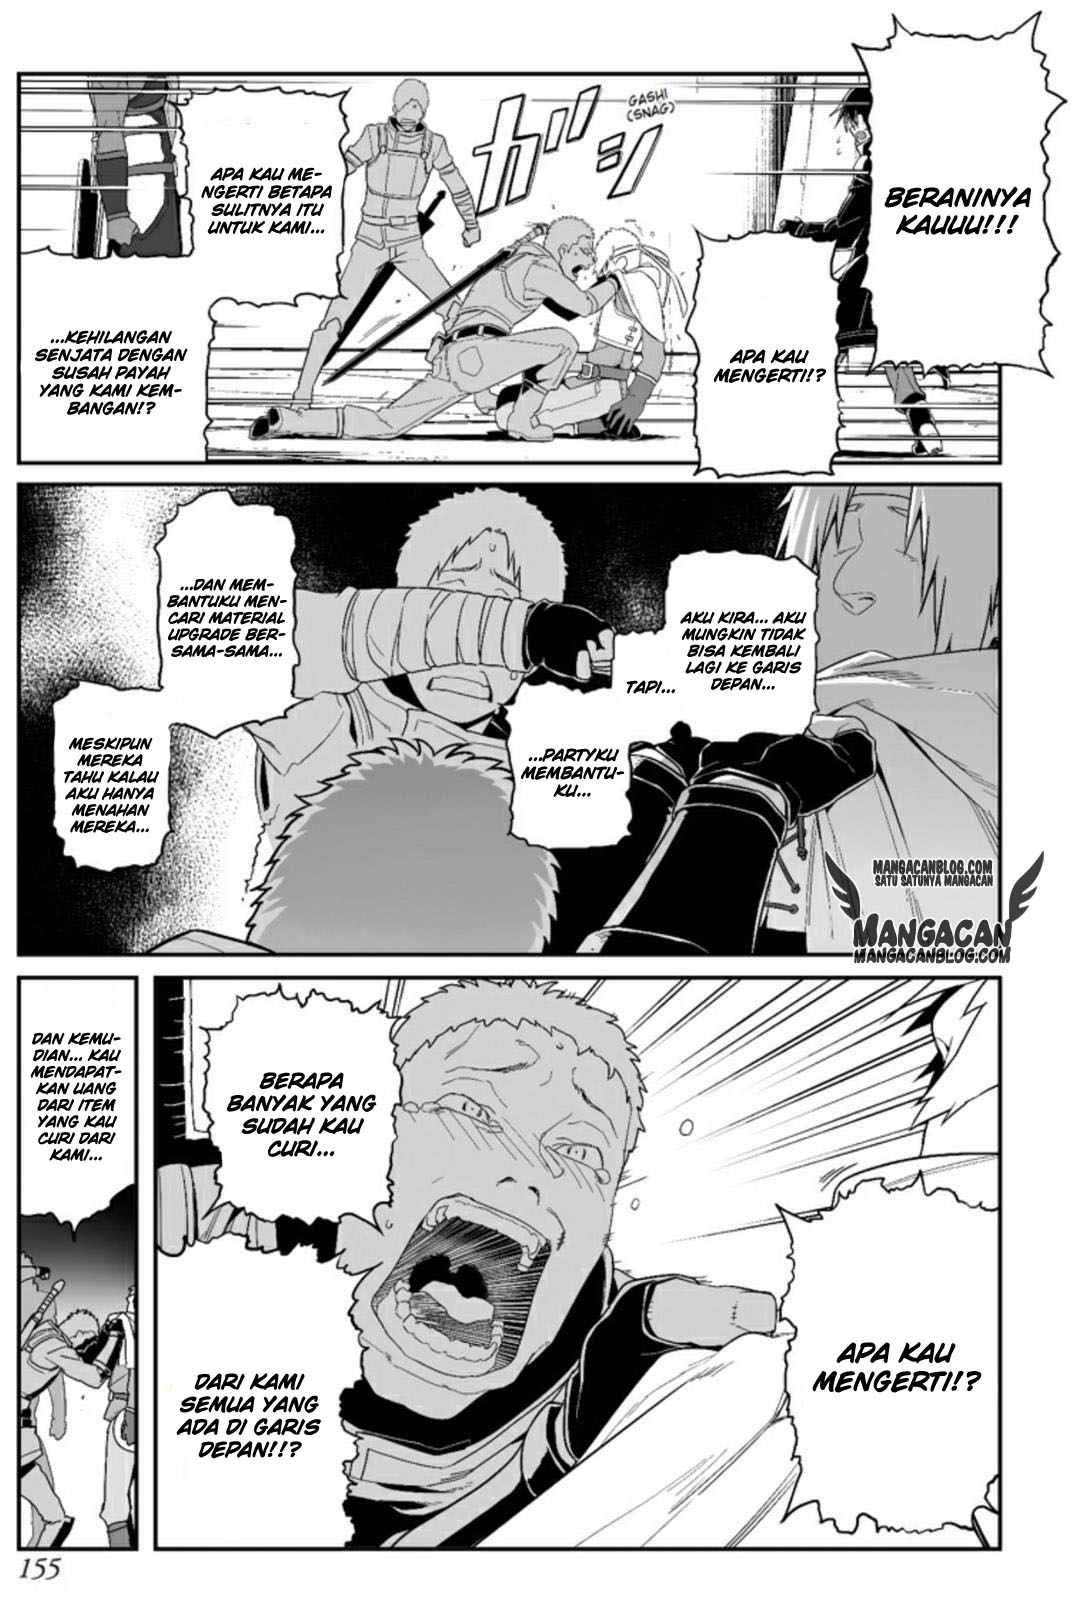 BERANINYA
KAUUU!!!
GASHI
(SNAG)
ガシ
APA KAU
MENGERTI!?
APA KAU ME-
NGERTI BETAPA
SULITNYA ITU
UNTUK KAMI...
...KEHILANGAN
SENJATA DENGAN
SUSAH PAYAH
YANG KAMI KEM-
BANGAN!?
AKU KIRA... AKU
MUNGKIN TIDAK
BISA KEMBALI
LAGI KE GARIS
DEPAN...
TAPI...
...PARTYKU
MEMBANTU-
KU...
...DAN MEM-
BANTUKU MEN-
CARI MATERIAL
UPGRADE BER-
SAMA-SAMA...
MESKIPUN
MEREKA
TAHU KALAU
AKU HANYA
MENAHAN
MEREKA...
MANGACANBLOG.COM
SATU SATUNYA MANGACAN
MANGACAN
MANGACANBLOG.COM
APA KAU
MENGERTI!?
BERAPA
BANYAK YANG
SUDAH KAU
CURI...
DARI KAMI
SEMUA YANG
ADA DI GARIS
DEPAN!!?
DAN KEMU-
DIAN... KAU
MENDAPAT-
KAN UANG
DARI ITEM
YANG KAU
CURI DARI
KAMI...
155